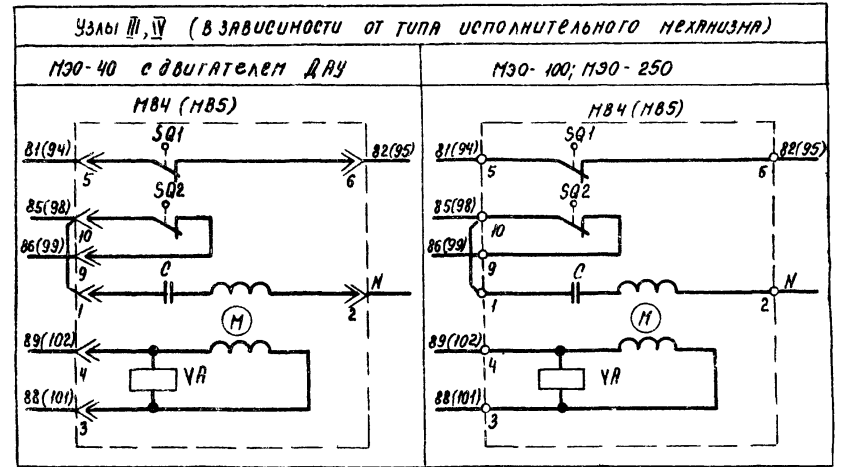 Узлы III, IV (в зависимости от типа исполнительного механизма)
МЭО-40 с двигателем ДАУ
МЭО-100; МЭО-250
МВ4 (МВ5)
SQ1
81(94)
5
6
82(95)
SQ2
85(98)
10
86(99)
9
C
N
1
2
M
89(102)
4
VR
88(101)
3
МВ4 (МВ5)
SQ1
81(94)
5
6
82(95)
SQ2
85(98)
10
86(99)
9
C
N
1
2
M
89(102)
4
VR
88(101)
3